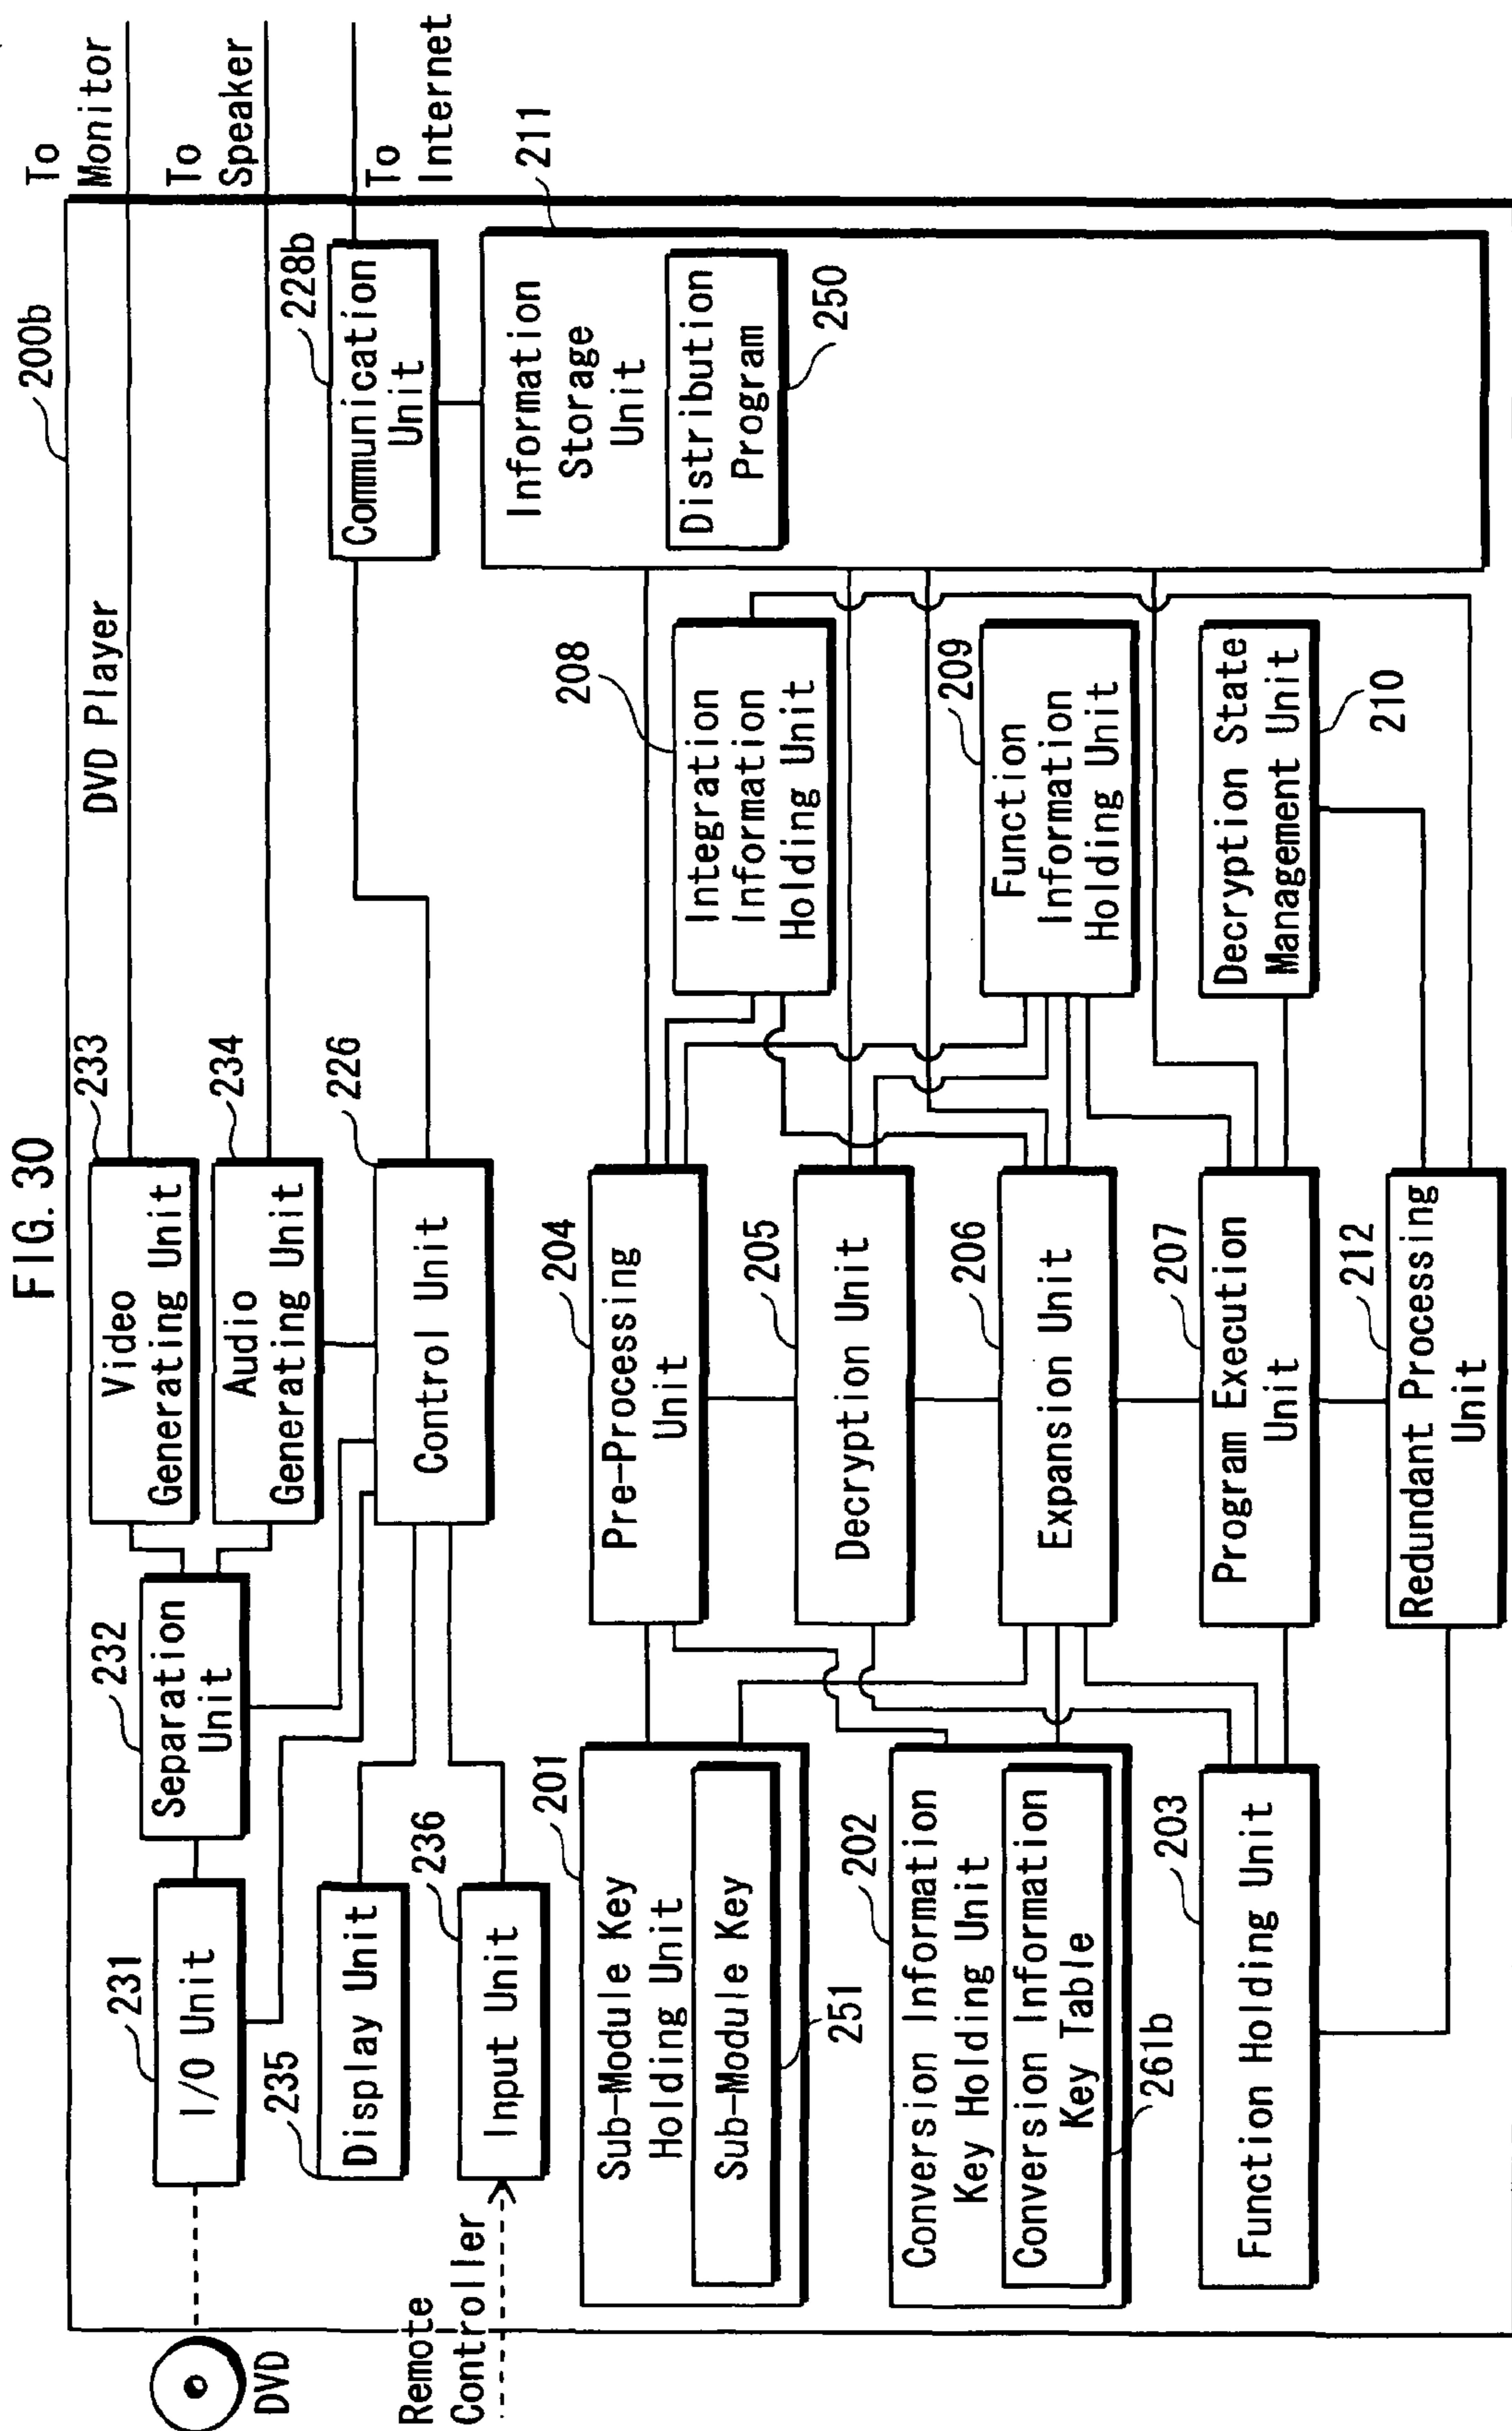 FIG. 30
200b
DVD Player
To
Monitor
To
Speaker
To
Internet
DVD
231
I/O Unit
232
Separation
Unit
233
Video
Generating Unit
234
Audio
Generating Unit
235
Display Unit
226
Control Unit
228b
Communication
Unit
Remote
Controller
236
Input Unit
201
Sub-Module Key
Holding Unit
Sub-Module Key
251
204
Pre-Processing
Unit
208
Integration
Information
Holding Unit
211
Information
Storage
Unit
Distribution
Program
250
205
Decryption Unit
202
Conversion Information
Key Holding Unit
Conversion Information
Key Table
261b
206
Expansion Unit
209
Function
Information
Holding Unit
203
Function Holding Unit
207
Program Execution
Unit
Decryption State
Management Unit
210
212
Redundant Processing
Unit